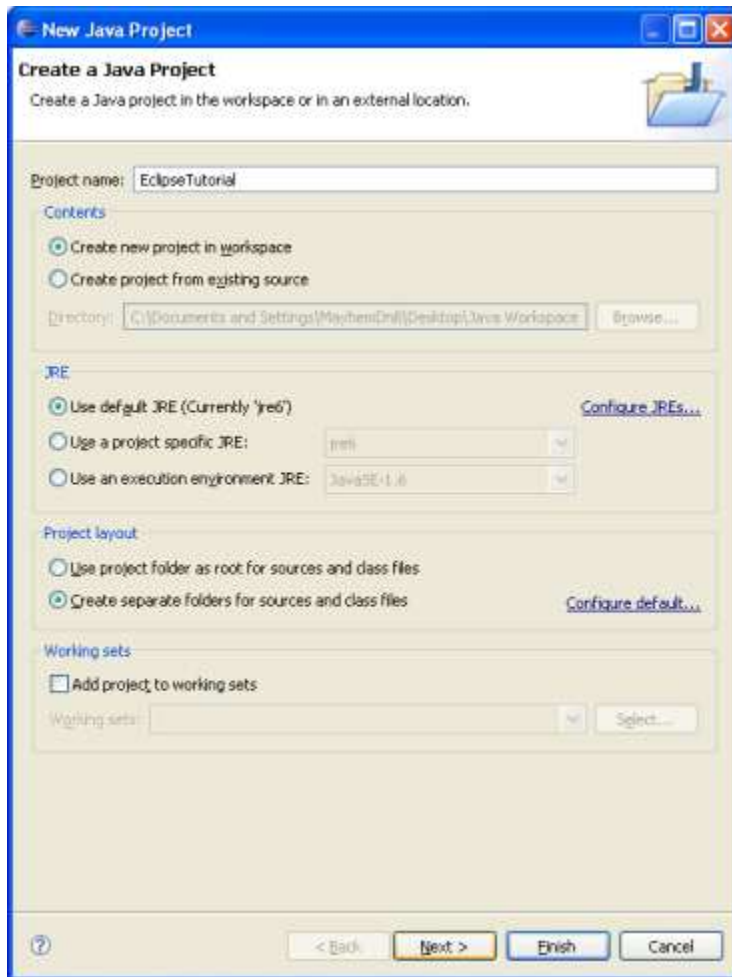 New Java Project
Create a Java Project
Create a Java project in the workspace or in an external location.
Project name: EclipseTutorial
Contents
Create new project in workspace
Create project from existing source
Directory: C:\Documents and Settings\MayhemDrill\Desktop\Java Workspace Browse...
JRE
Use default JRE (Currently 'jre6') Configure JREs...
Use a project specific JRE: jre6
Use an execution environment JRE: JavaSE-1.6
Project layout
Use project folder as root for sources and class files
Create separate folders for sources and class files Configure default...
Working sets
Add project to working sets
Working sets: Select...
? < Back Next > Finish Cancel